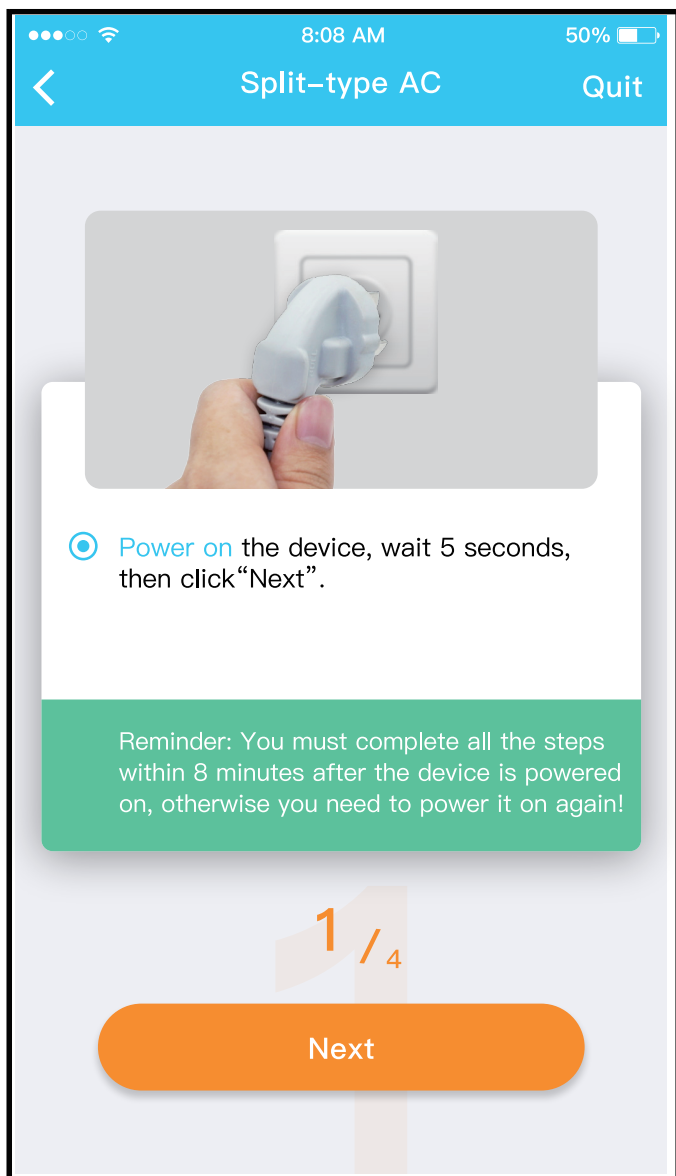 8:08 AM
50%
Split-type AC
Quit
Power on the device, wait 5 seconds,
then click“Next”.
Reminder: You must complete all the steps
within 8 minutes after the device is powered
on, otherwise you need to power it on again!
1/4
Next